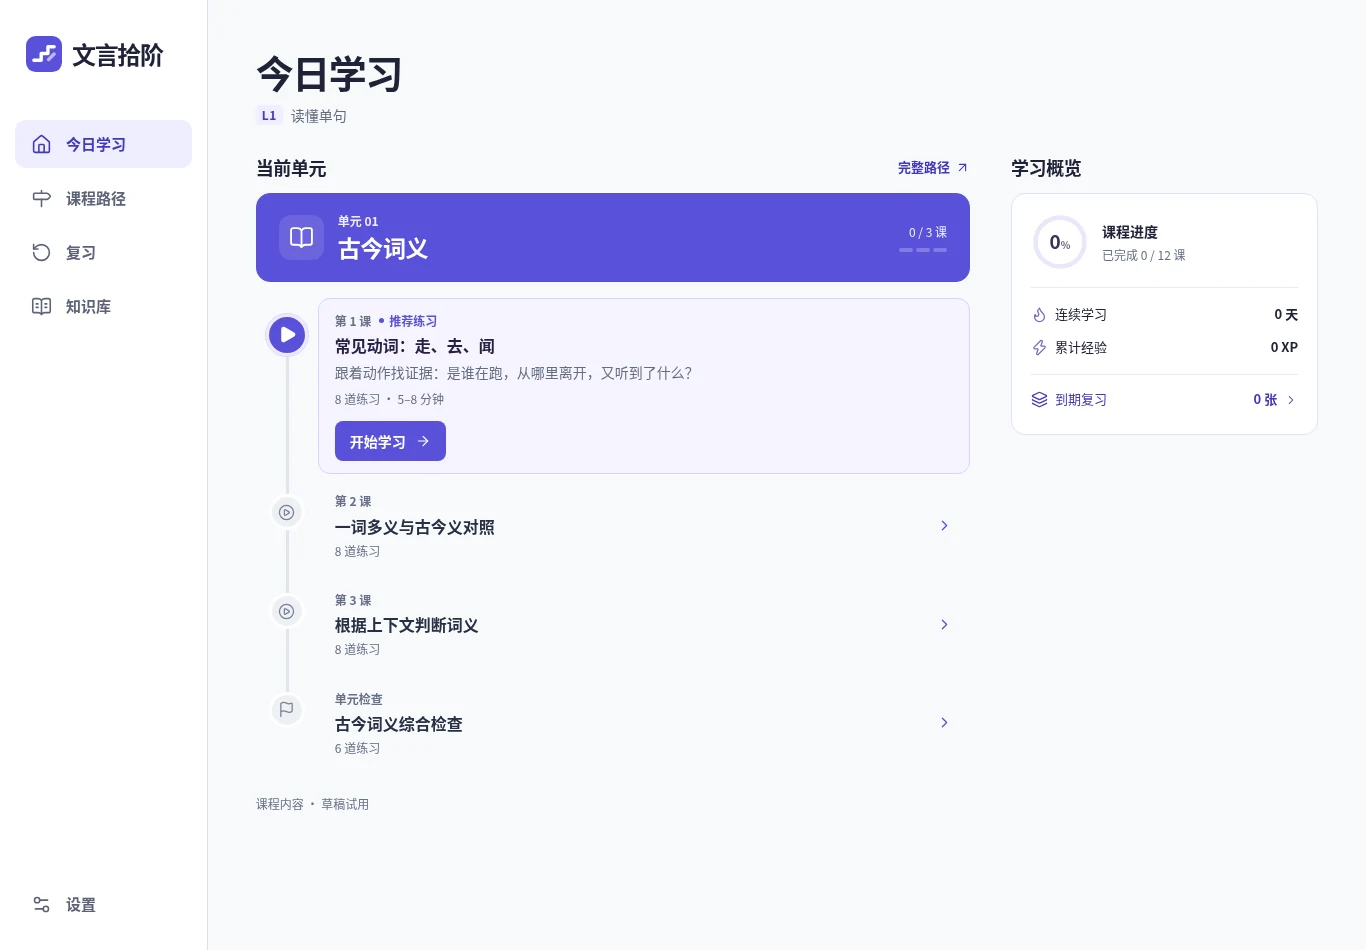 文言拾阶
今日学习
课程路径
复习
知识库
设置
今日学习
L1 读懂单句
当前单元
完整路径
单元 01
古今词义
0 / 3 课
第 1 课 • 推荐练习
常见动词：走、去、闻
跟着动作找证据：是谁在跑，从哪里离开，又听到了什么？
8 道练习 · 5–8 分钟
开始学习
第 2 课
一词多义与古今义对照
8 道练习
第 3 课
根据上下文判断词义
8 道练习
单元检查
古今词义综合检查
6 道练习
课程内容 · 草稿试用
学习概览
0%
课程进度
已完成 0 / 12 课
连续学习 0 天
累计经验 0 XP
到期复习 0 张